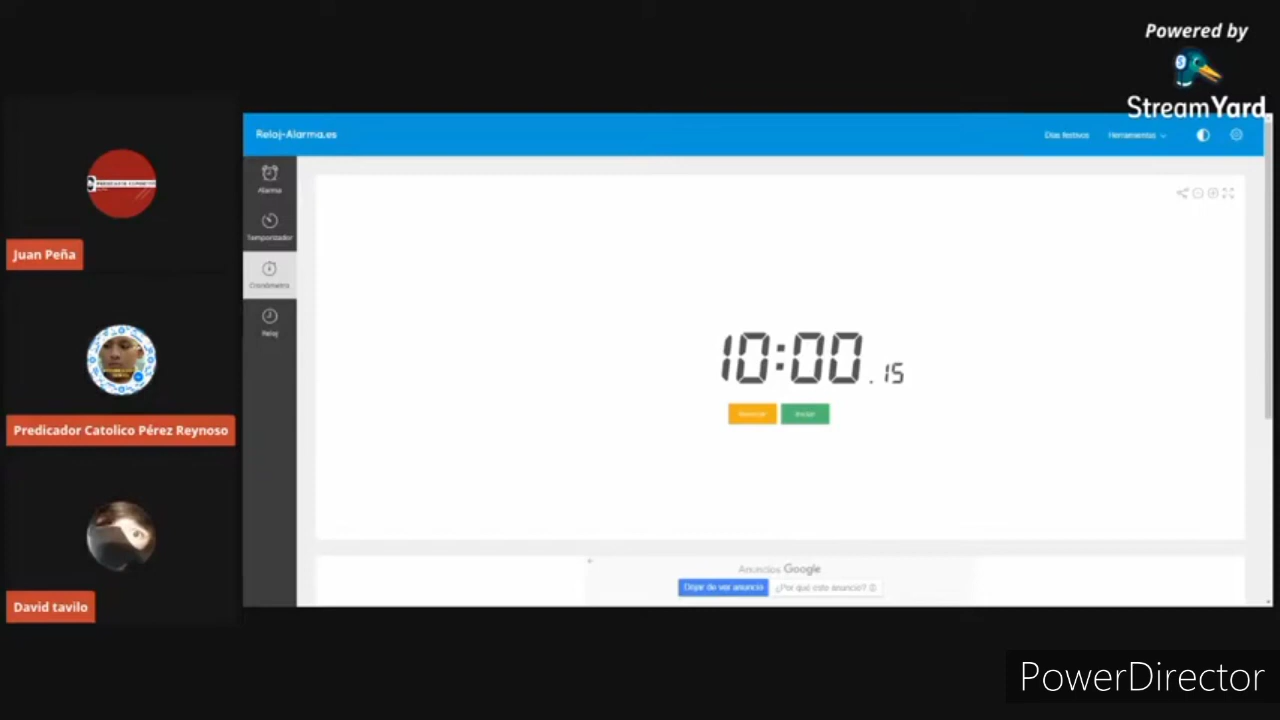 Powered by
StreamYard
Reloj-Alarma.es
Días festivos
Herramientas
Alarma
Temporizador
Cronómetro
Reloj
10:00.15
Reiniciar
Iniciar
Anuncios Google
Dejar de ver anuncio
¿Por qué este anuncio?
Juan Peña
Predicador Catolico Pérez Reynoso
David tavilo
PowerDirector